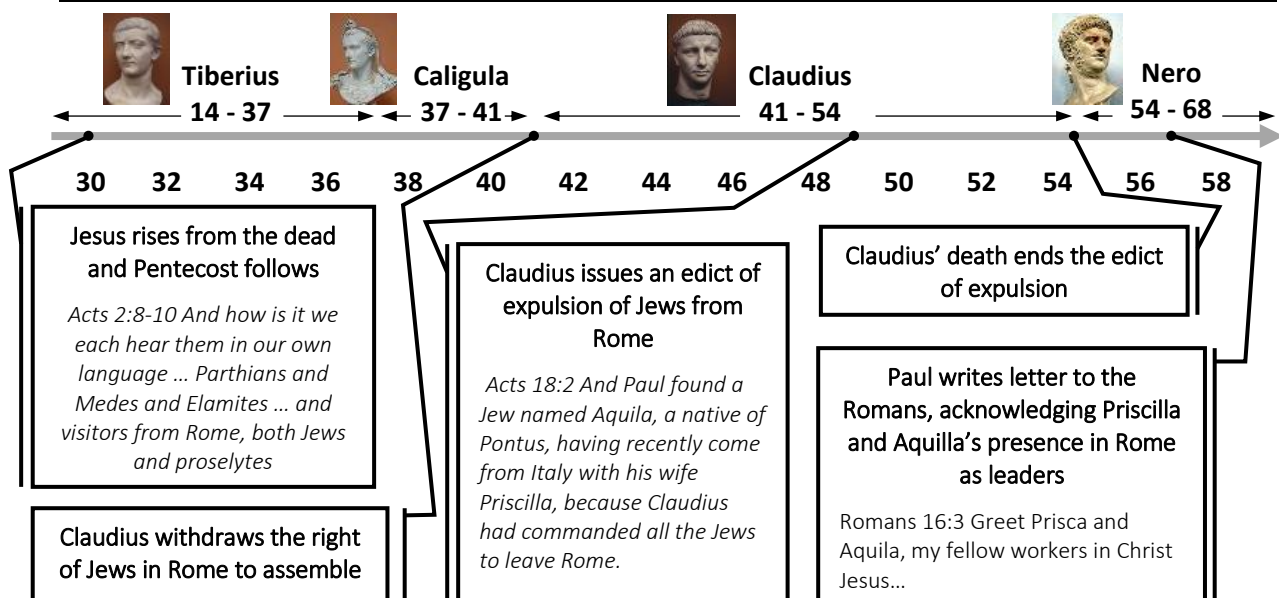 Tiberius
14 - 37
Caligula
37 - 41
Claudius
41 - 54
Nero
54 - 68
30 32 34 36 38 40 42 44 46 48 50 52 54 56 58
Jesus rises from the dead
and Pentecost follows
Acts 2:8-10 And how is it we
each hear them in our own
language … Parthians and
Medes and Elamites … and
visitors from Rome, both Jews
and proselytes
Claudius withdraws the right
of Jews in Rome to assemble
Claudius issues an edict of
expulsion of Jews from
Rome
Acts 18:2 And Paul found a
Jew named Aquila, a native of
Pontus, having recently come
from Italy with his wife
Priscilla, because Claudius
had commanded all the Jews
to leave Rome.
Claudius’ death ends the edict
of expulsion
Paul writes letter to the
Romans, acknowledging Priscilla
and Aquilla’s presence in Rome
as leaders
Romans 16:3 Greet Prisca and
Aquila, my fellow workers in Christ
Jesus…